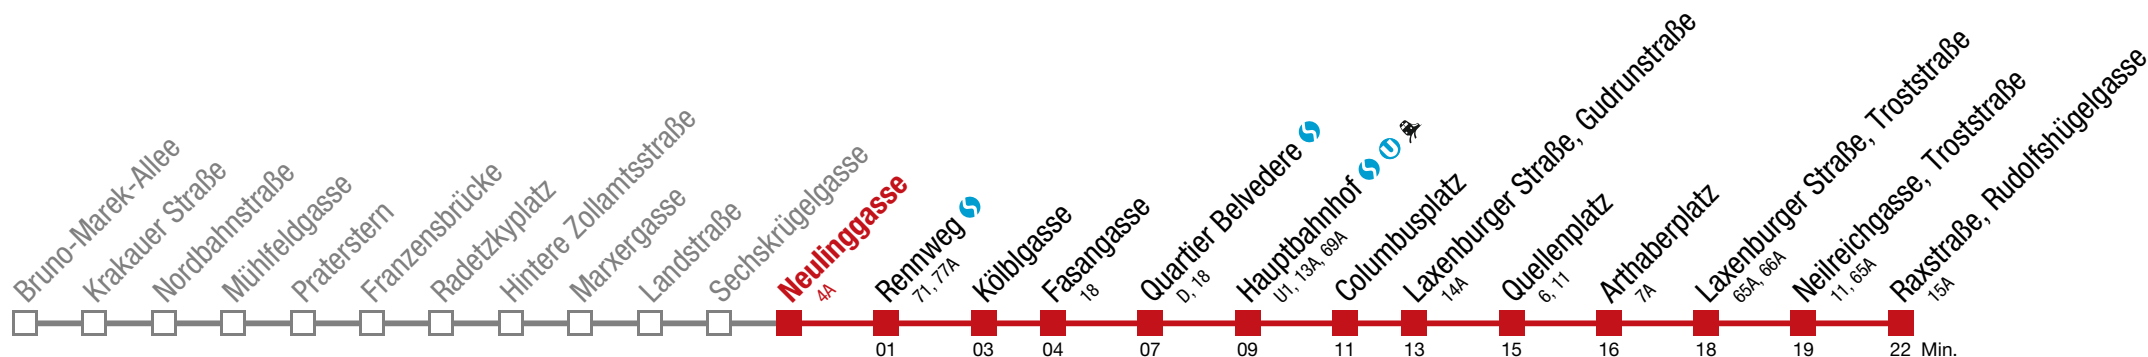 Bruno-Marek-Allee
Krakauer Straße
Nordbahnstraße
Mühlfeldgasse
Praterstern
Franzensbrücke
Radetzkyplatz
Hintere Zollamtsstraße
Marxergasse
Landstraße
Sechskrügelgasse
Neulinggasse
4A
Rennweg
71, 77A
Kölblgasse
Fasangasse
18
Quartier Belvedere
D, 18
Hauptbahnhof U
U1, 13A, 69A
Columbusplatz
Laxenburger Straße, Gudrunstraße
14A
Quellenplatz
6, 11
Arthaberplatz
7A
Laxenburger Straße, Troststraße
65A, 66A
Neilreichgasse, Troststraße
11, 65A
Raxstraße, Rudolfshügelgasse
15A
01 03 04 07 09 11 13 15 16 18 19 22 Min.